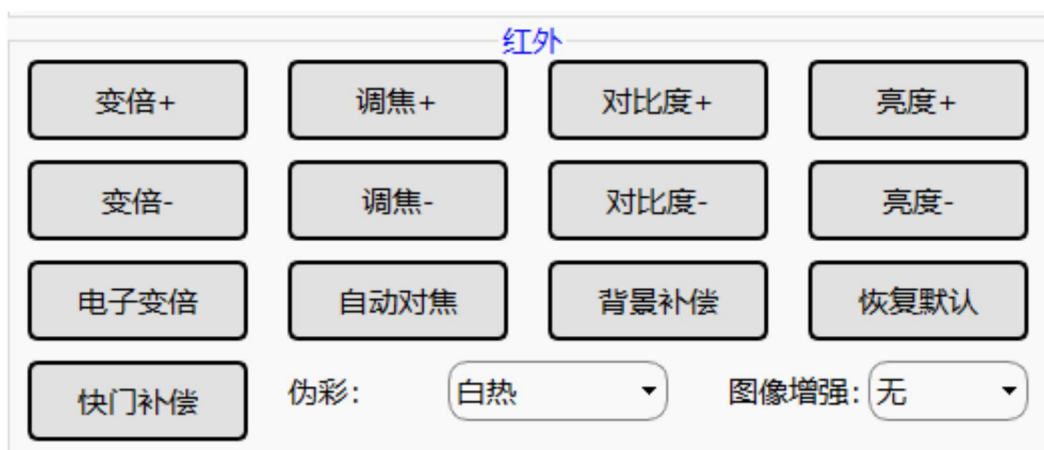 红外
变倍+ 调焦+ 对比度+ 亮度+
变倍- 调焦- 对比度- 亮度-
电子变倍 自动对焦 背景补偿 恢复默认
快门补偿 伪彩: 白热 图像增强: 无